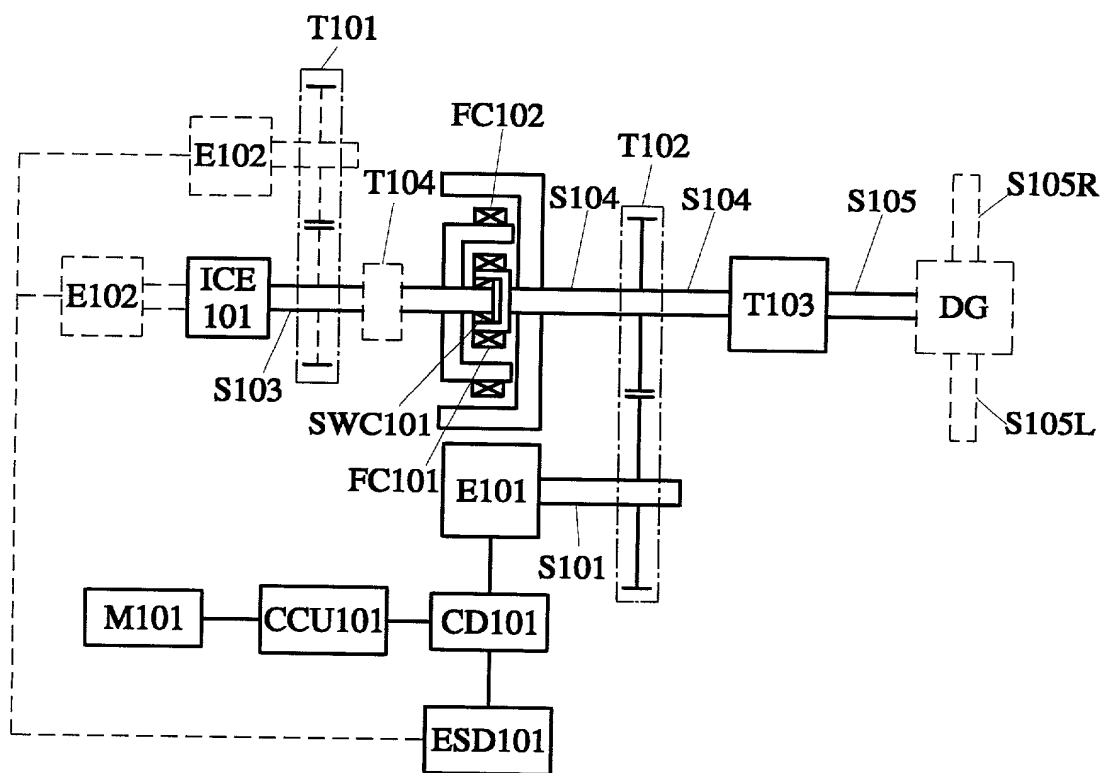 T101
FC102
E102
T102
T104
S104
S104
S105
S105R
E102
ICE
101
T103
DG
S103
SWC101
S105L
FC101
E101
S101
M101
CCU101
CD101
ESD101